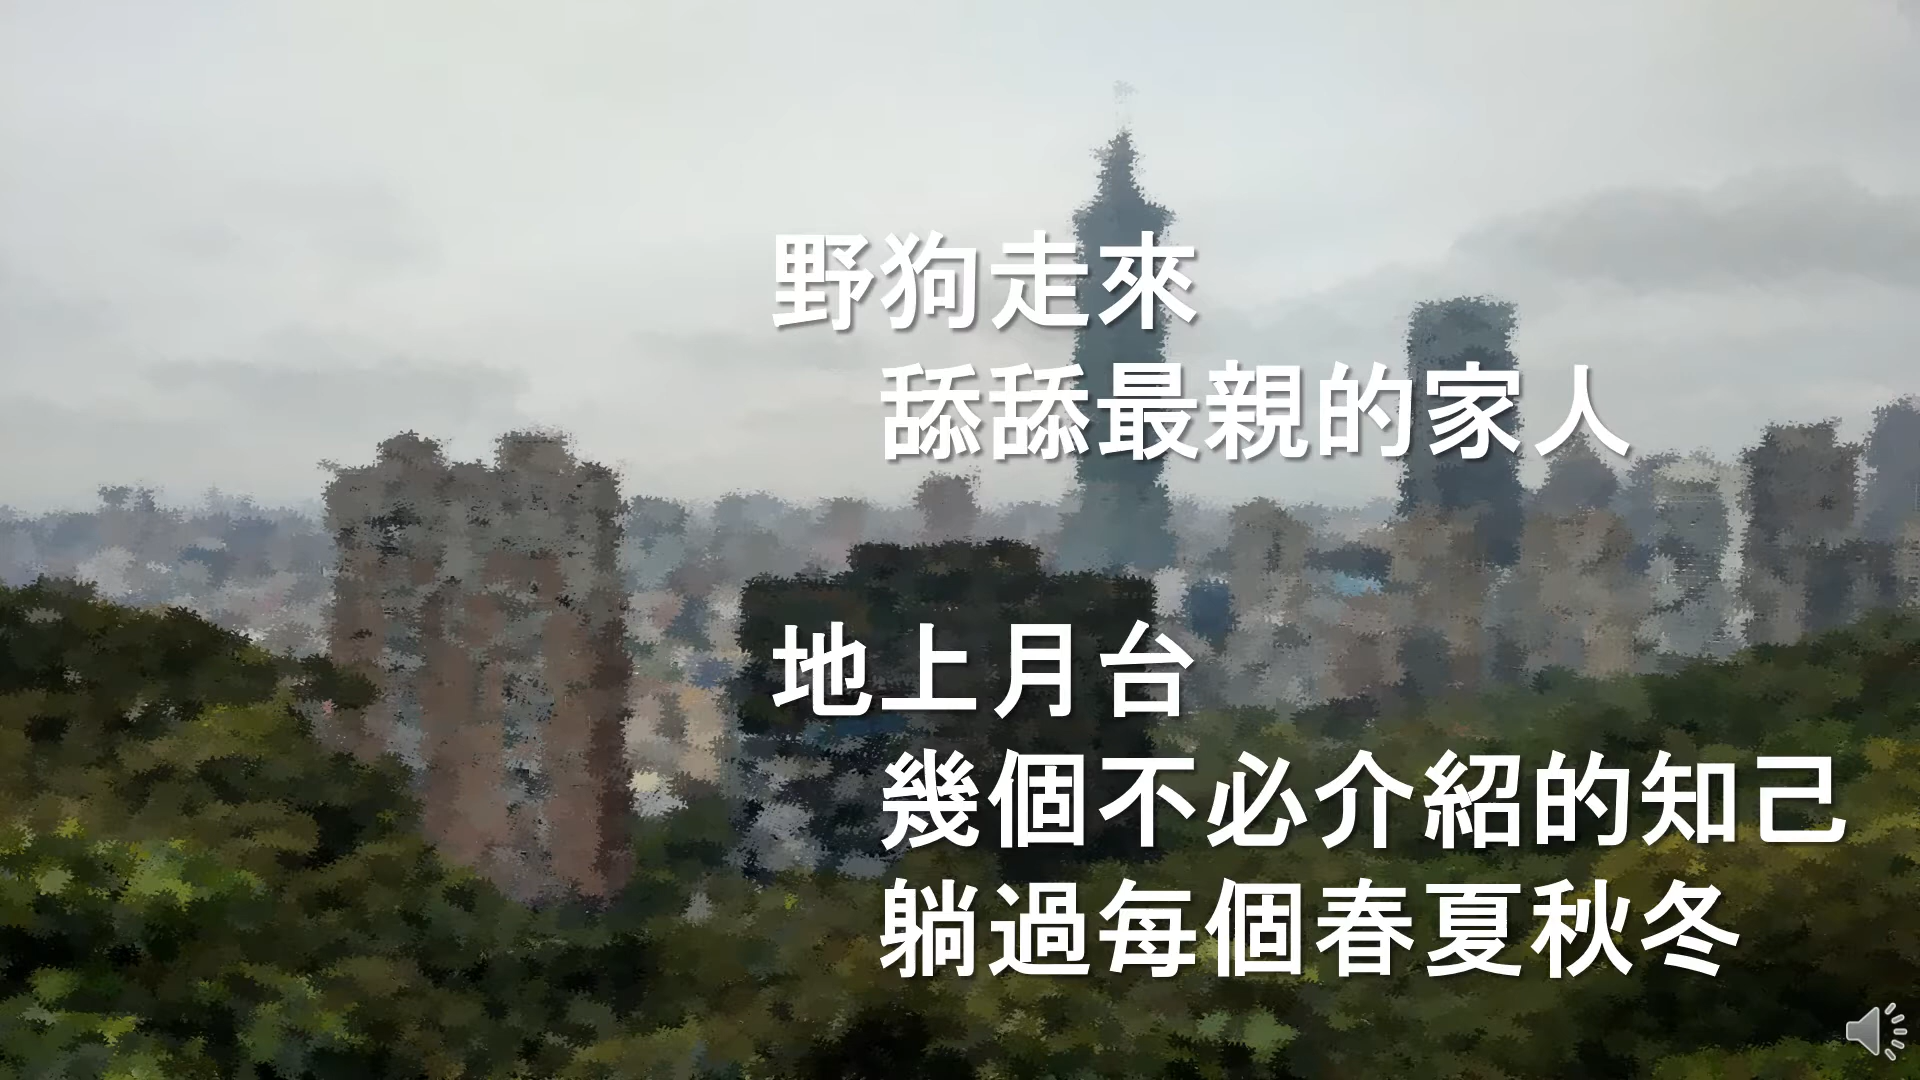 野狗走來
舔舔最親的家人
地上月台
幾個不必介紹的知己
躺過每個春夏秋冬